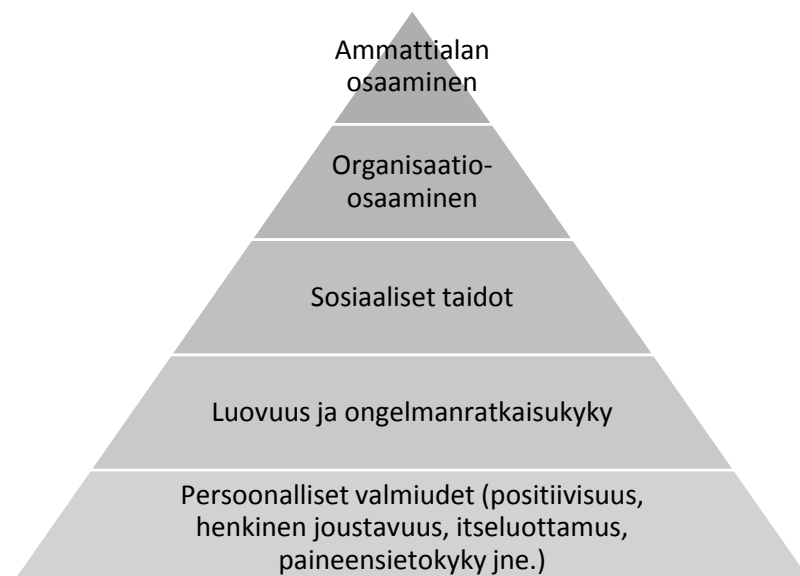 Ammattialan
osaaminen
Organisaatio-
osaaminen
Sosiaaliset taidot
Luovuus ja ongelmanratkaisukyky
Persoonalliset valmiudet (positiivisuus,
henkinen joustavuus, itseluottamus,
paineensietokyky jne.)